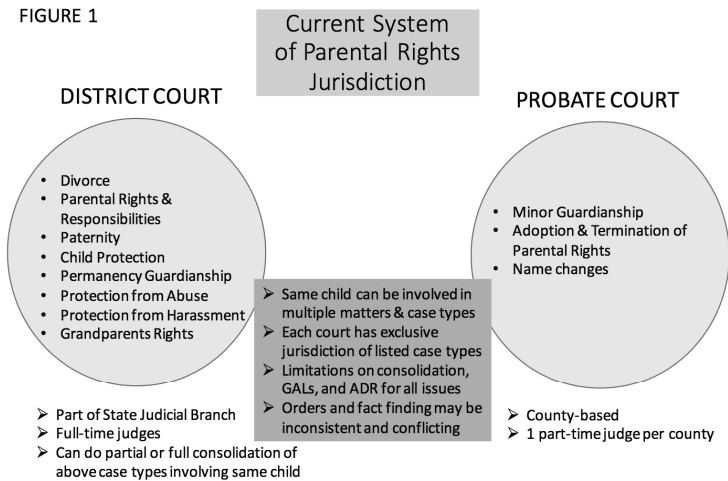 FIGURE 1
Current System
of Parental Rights
Jurisdiction
DISTRICT COURT
• Divorce
• Parental Rights &
Responsibilities
• Paternity
• Child Protection
• Permanency Guardianship
• Protection from Abuse
• Protection from Harassment
• Grandparents Rights
➢ Part of State Judicial Branch
➢ Full-time judges
➢ Can do partial or full consolidation of
above case types involving same child
➢ Same child can be involved in
multiple matters & case types
➢ Each court has exclusive
jurisdiction of listed case types
➢ Limitations on consolidation,
GALs, and ADR for all issues
➢ Orders and fact finding may be
inconsistent and conflicting
PROBATE COURT
• Minor Guardianship
• Adoption & Termination of
Parental Rights
• Name changes
➢ County-based
➢ 1 part-time judge per county